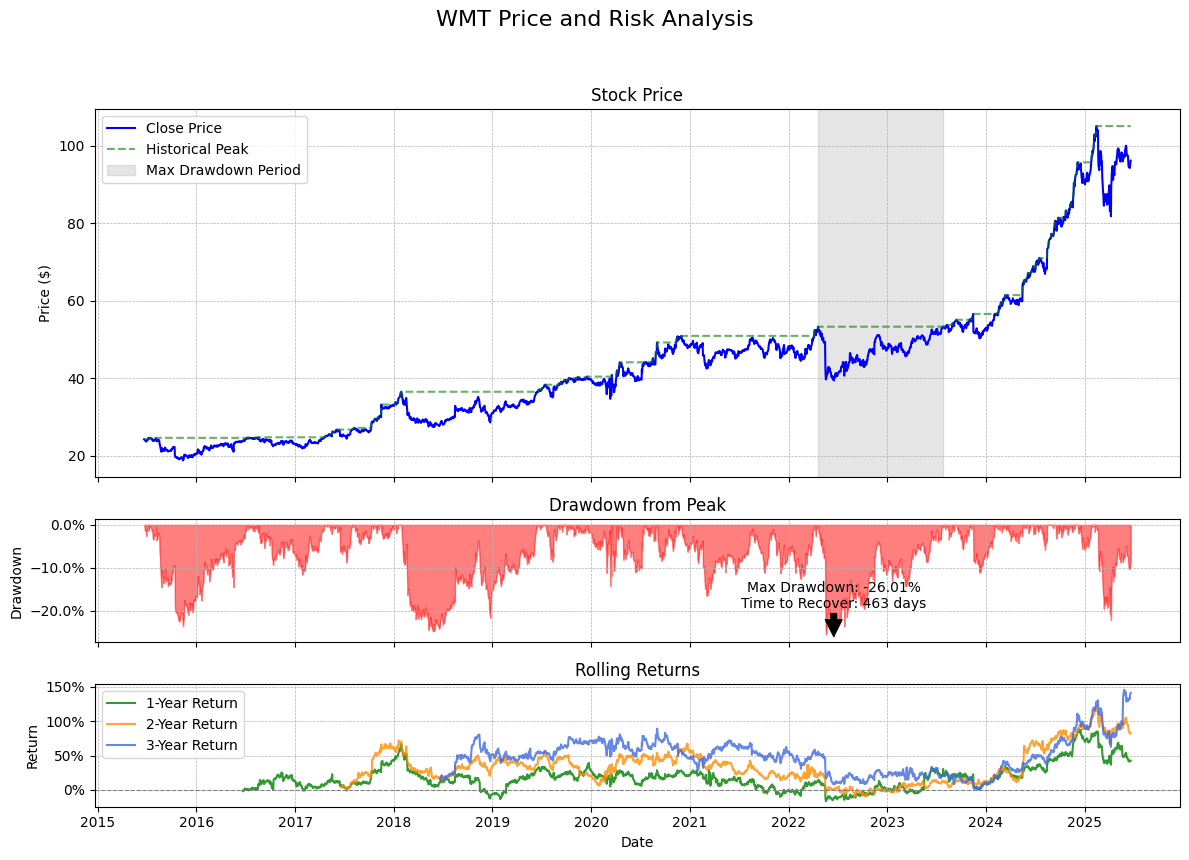 WMT Price and Risk Analysis
Stock Price
Close Price
Historical Peak
Max Drawdown Period
Price ($)
100
80
60
40
20
Drawdown from Peak
Drawdown
0.0%
−10.0%
−20.0%
Max Drawdown: -26.01%
Time to Recover: 463 days
Rolling Returns
1-Year Return
2-Year Return
3-Year Return
Return
150%
100%
50%
0%
2015 2016 2017 2018 2019 2020 2021 2022 2023 2024 2025
Date